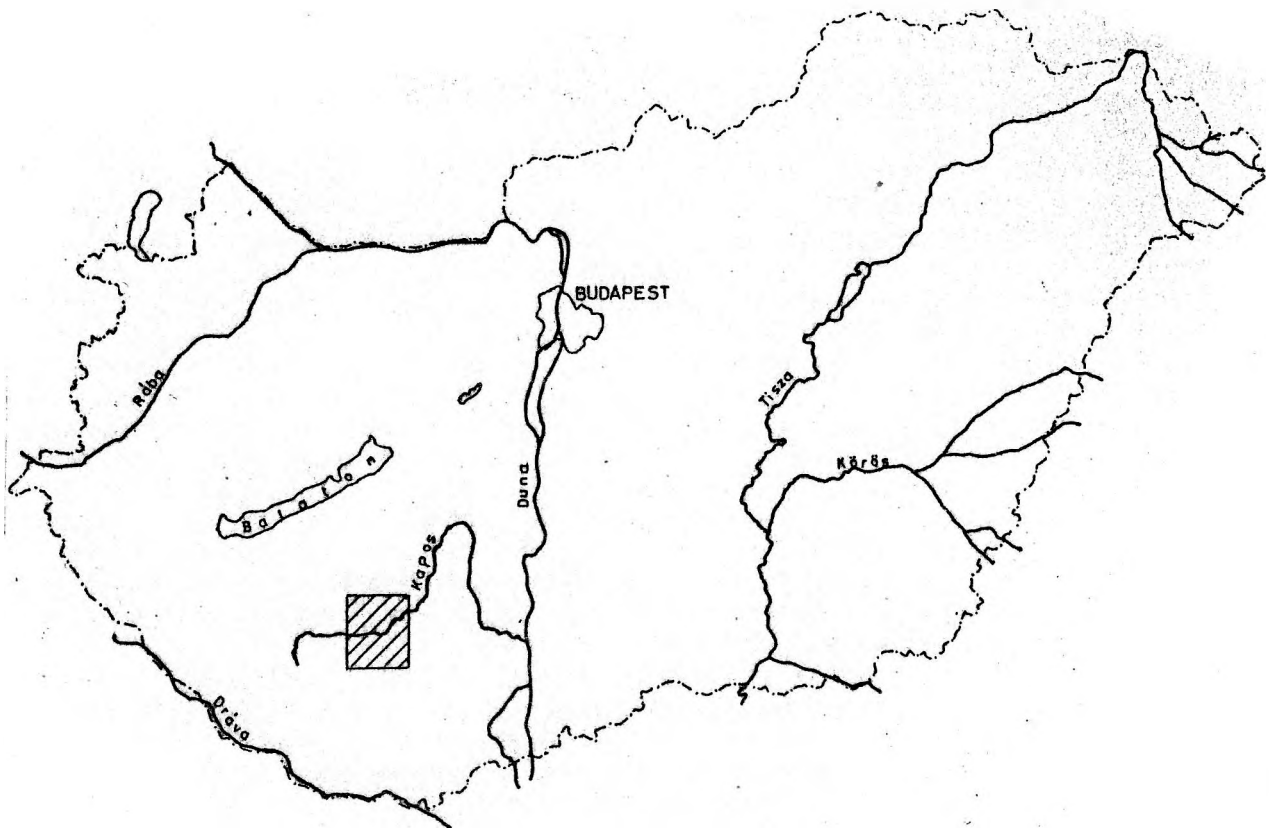 BUDAPEST
Rába
Tisza
Balaton
Duna
Körös
Kapos
Dráva